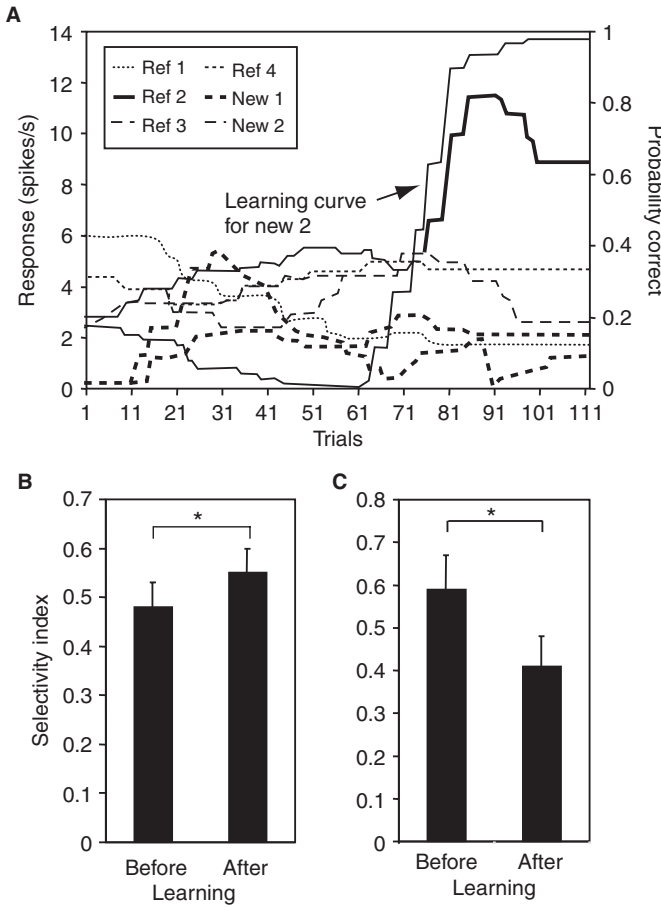 A
14
12
10
8
6
4
2
0
Response (spikes/s)
Ref 1
Ref 2
Ref 3
Ref 4
New 1
New 2
Learning curve
for new 2
1
0.8
0.6
0.4
0.2
0
Probability correct
1 11 21 31 41 51 61 71 81 91 101 111
Trials
B
0.7
0.6
0.5
0.4
0.3
0.2
0.1
0
Selectivity index
*
Before After
Learning
C
0.8
0.7
0.6
0.5
0.4
0.3
0.2
0.1
0
*
Before After
Learning